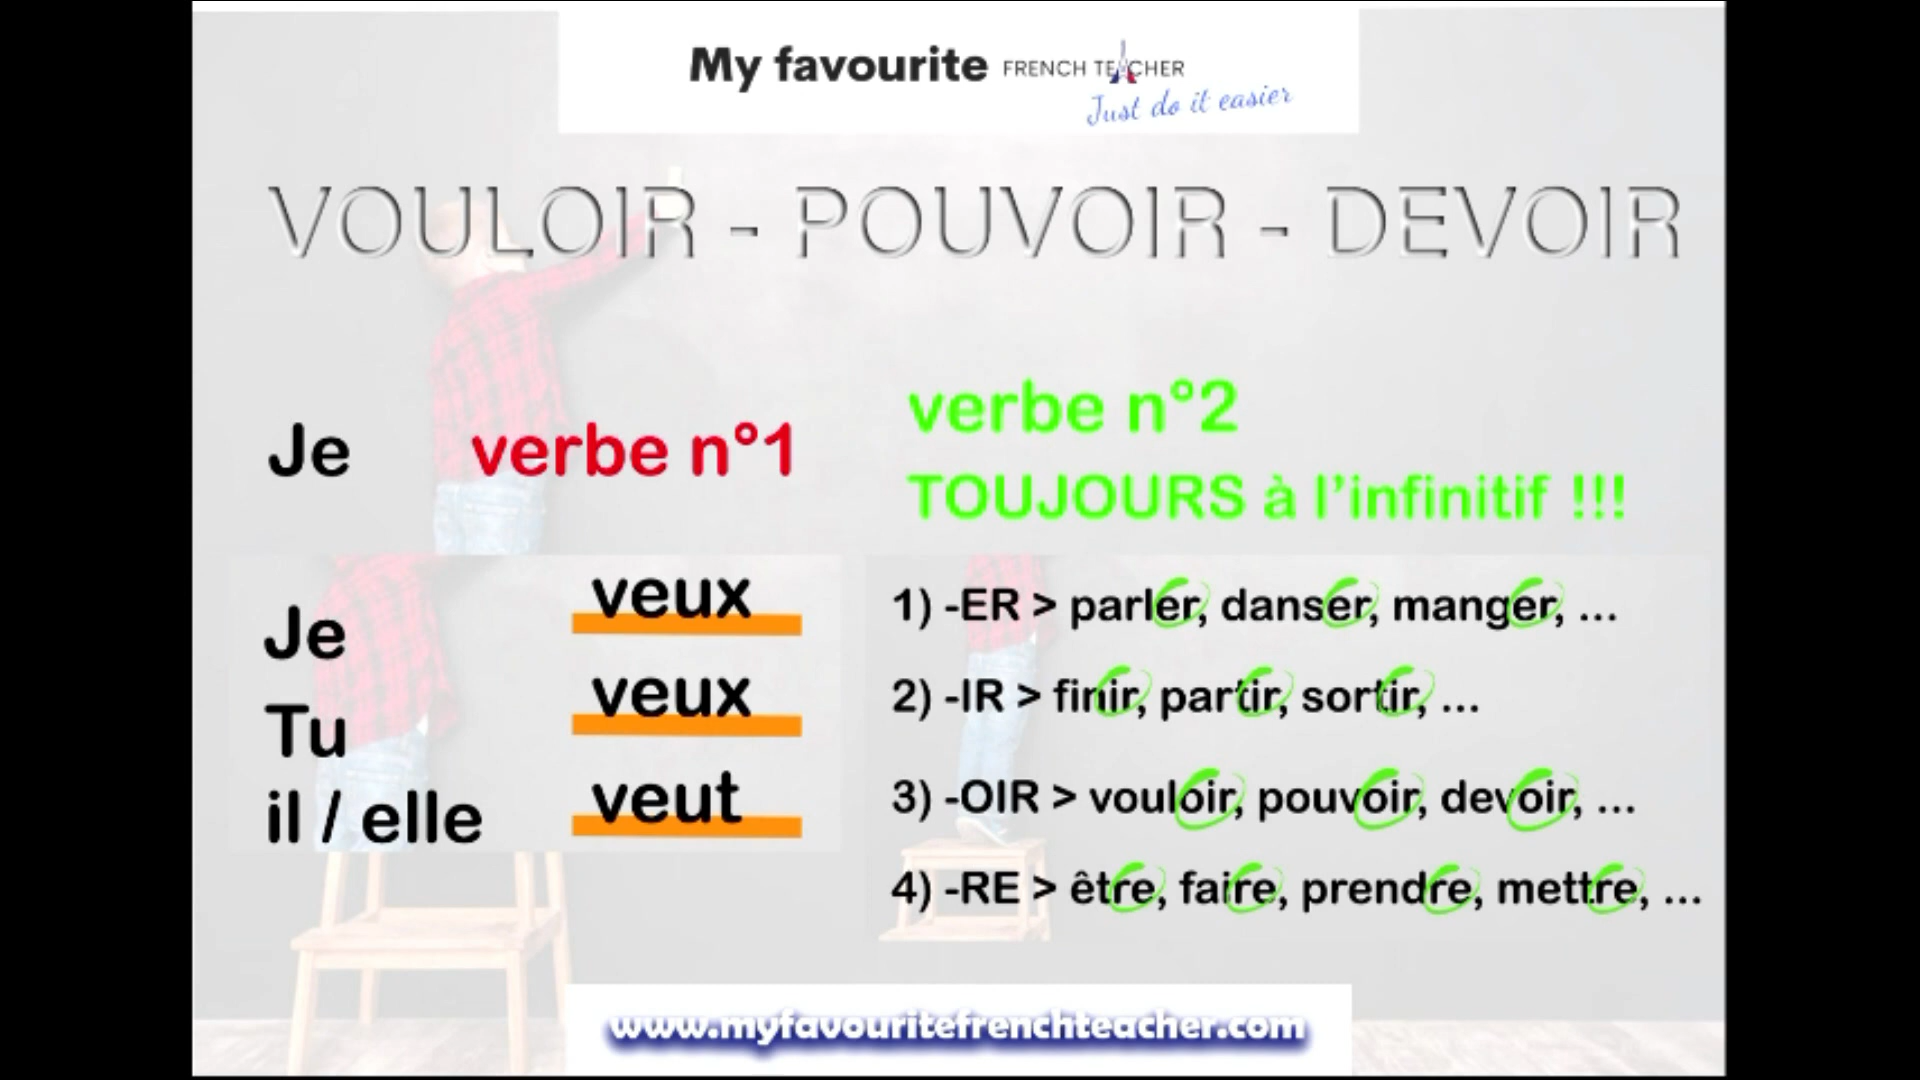 My favourite FRENCH TEACHER
Just do it easier
VOULOIR - POUVOIR - DEVOIR
Je verbe n°1 verbe n°2
TOUJOURS à l’infinitif !!!
Je veux
Tu veux
il / elle veut
1) -ER > parler, danser, manger, ...
2) -IR > finir, partir, sortir, ...
3) -OIR > vouloir, pouvoir, devoir, ...
4) -RE > être, faire, prendre, mettre, ...
www.myfavouritefrenchteacher.com